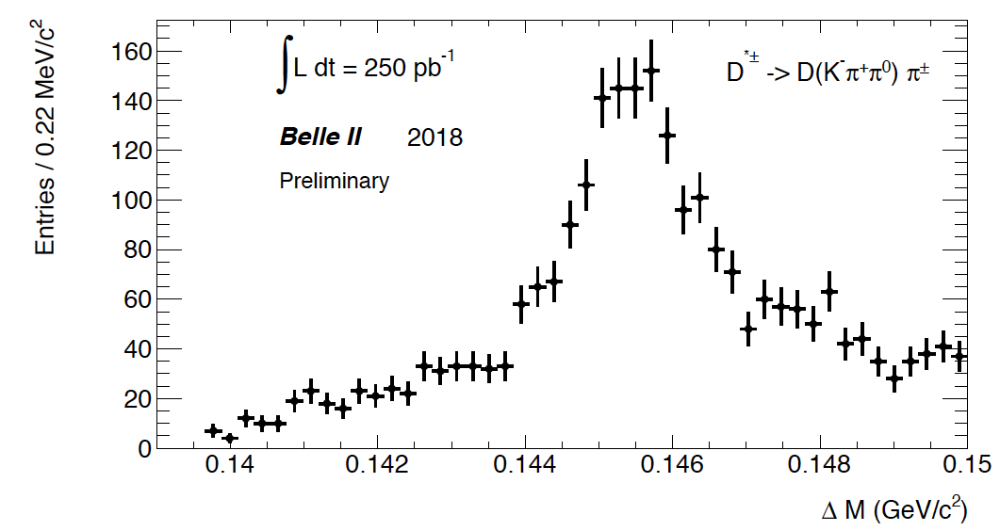 Entries / 0.22 MeV/c²
160
140
120
100
80
60
40
20
0
∫L dt = 250 pb⁻¹
D*± -> D(K⁻π⁺π⁰) π±
Belle II 2018
Preliminary
0.14 0.142 0.144 0.146 0.148 0.15
Δ M (GeV/c²)